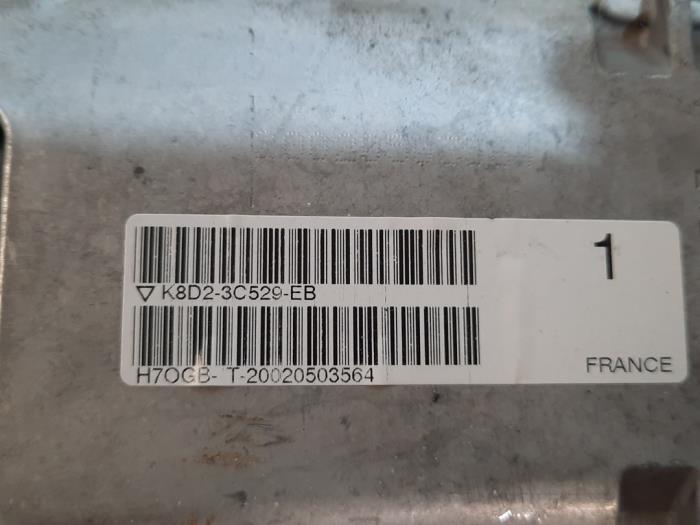 1
▽ K8D2-3C529-EB
H7OGB- T-20020503564
FRANCE